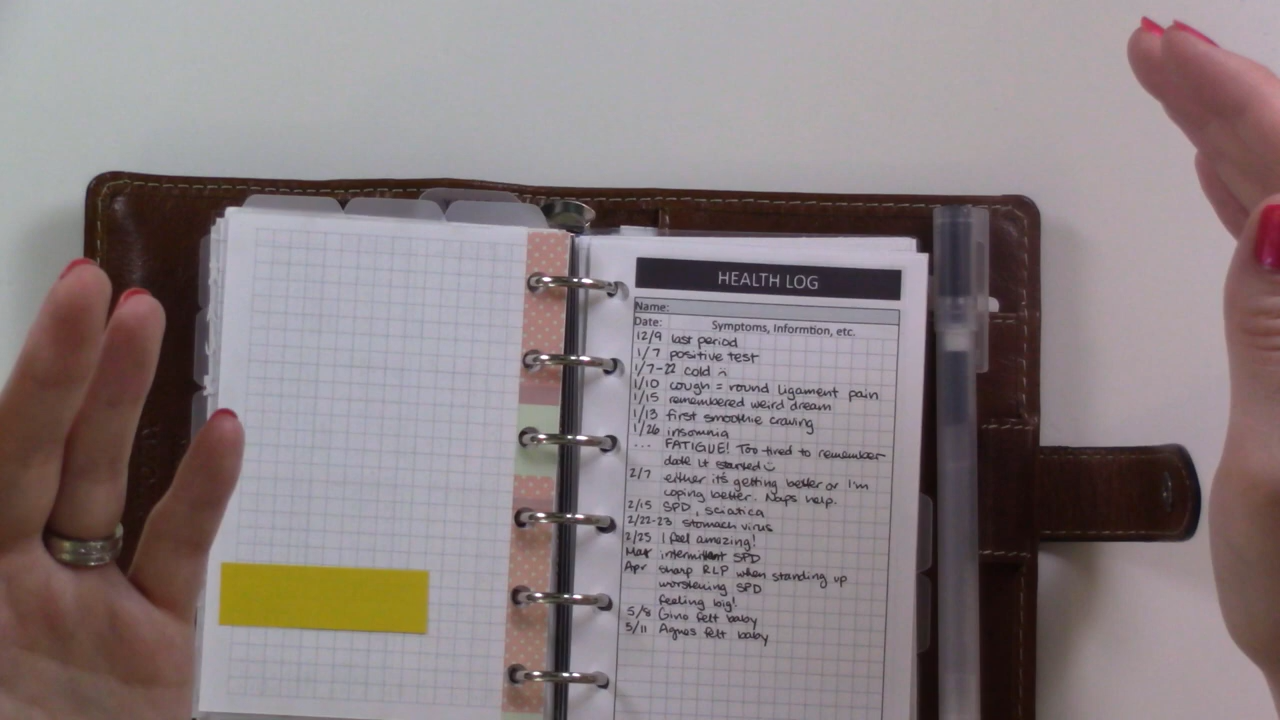 HEALTH LOG
Name:
Date: Symptoms, Informtion, etc.
12/9 last period
1/7 positive test
1/7-22 cold ☹
1/10 cough = round ligament pain
1/15 remembered weird dream
1/13 first smoothie craving
1/26 insomnia
... FATIGUE! Too tired to remember
date it started ☺
2/7 either it's getting better or I'm
coping better. Naps help.
2/15 SPD, sciatica
2/22-23 stomach virus
2/25 I feel amazing!
Mar intermittent SPD
Apr sharp RLP when standing up
worstening SPD
feeling big!
5/8 Gino felt baby
5/11 Agnes felt baby